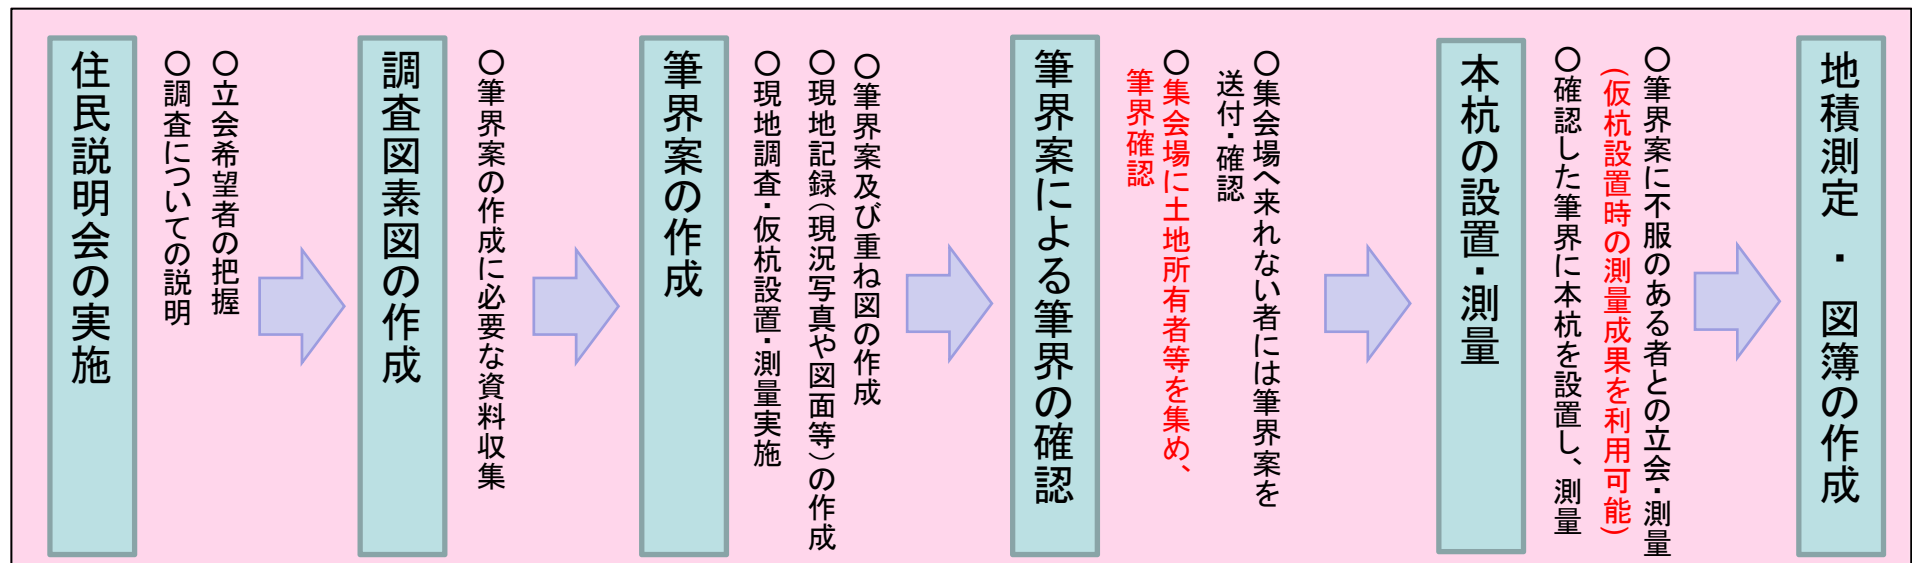 住民説明会の実施
○立会希望者の把握
○調査についての説明
調査図素図の作成
○筆界案の作成に必要な資料収集
筆界案の作成
○筆界案及び重ね図の作成
○現地記録(現況写真や図面等)の作成
○現地調査・仮杭設置・測量実施
筆界案による筆界の確認
○集会場へ来れない者には筆界案を
送付・確認
○集会場に土地所有者等を集め、
筆界確認
本杭の設置・測量
○筆界案に不服のある者との立会・測量
(仮杭設置時の測量成果を利用可能)
○確認した筆界に本杭を設置し、測量
地積測定・図簿の作成